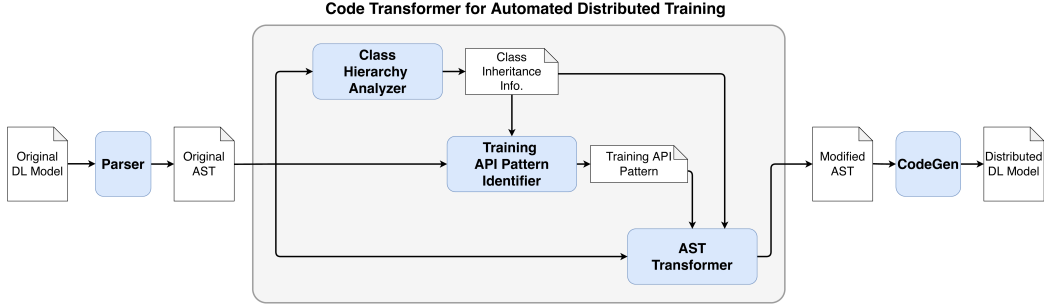 Code Transformer for Automated Distributed Training
Original
DL Model
Parser
Original
AST
Class
Hierarchy
Analyzer
Class
Inheritance
Info.
Training
API Pattern
Identifier
Training API
Pattern
AST
Transformer
Modified
AST
CodeGen
Distributed
DL Model